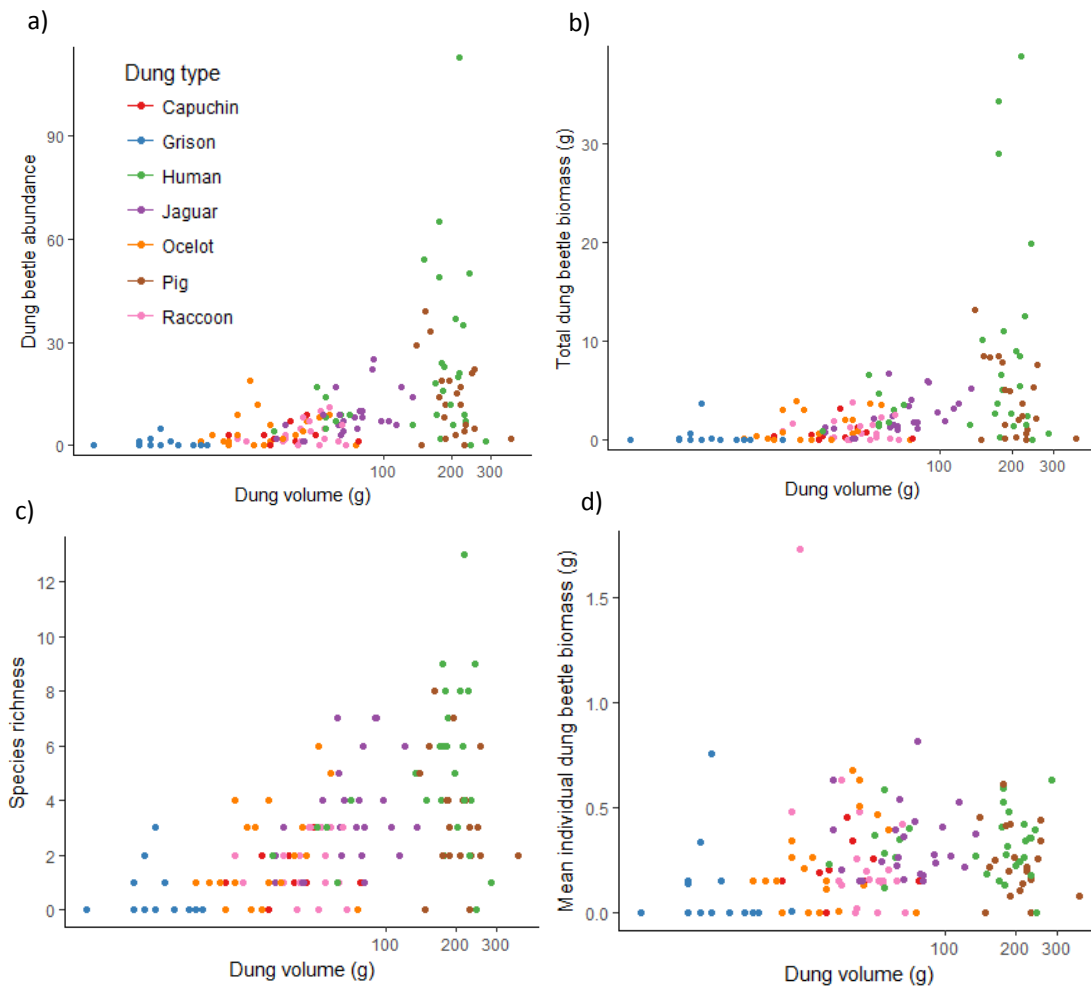 a)
Dung beetle abundance
90
60
30
0
Dung type
Capuchin
Grison
Human
Jaguar
Ocelot
Pig
Raccoon
100 200 300
Dung volume (g)
b)
Total dung beetle biomass (g)
30
20
10
0
100 200 300
Dung volume (g)
c)
Species richness
12
10
8
6
4
2
0
100 200 300
Dung volume (g)
d)
Mean individual dung beetle biomass (g)
1.5
1.0
0.5
0.0
100 200 300
Dung volume (g)